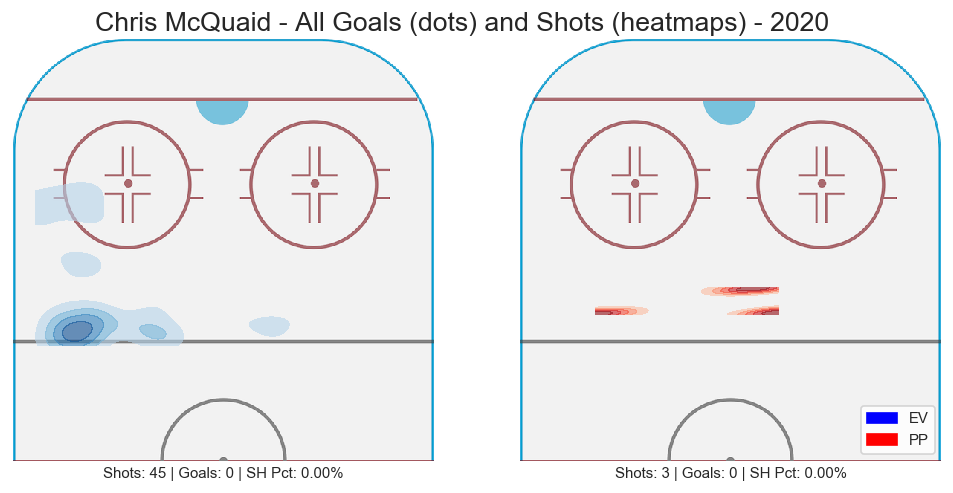 Chris McQuaid - All Goals (dots) and Shots (heatmaps) - 2020
EV
PP
Shots: 45 | Goals: 0 | SH Pct: 0.00%
Shots: 3 | Goals: 0 | SH Pct: 0.00%